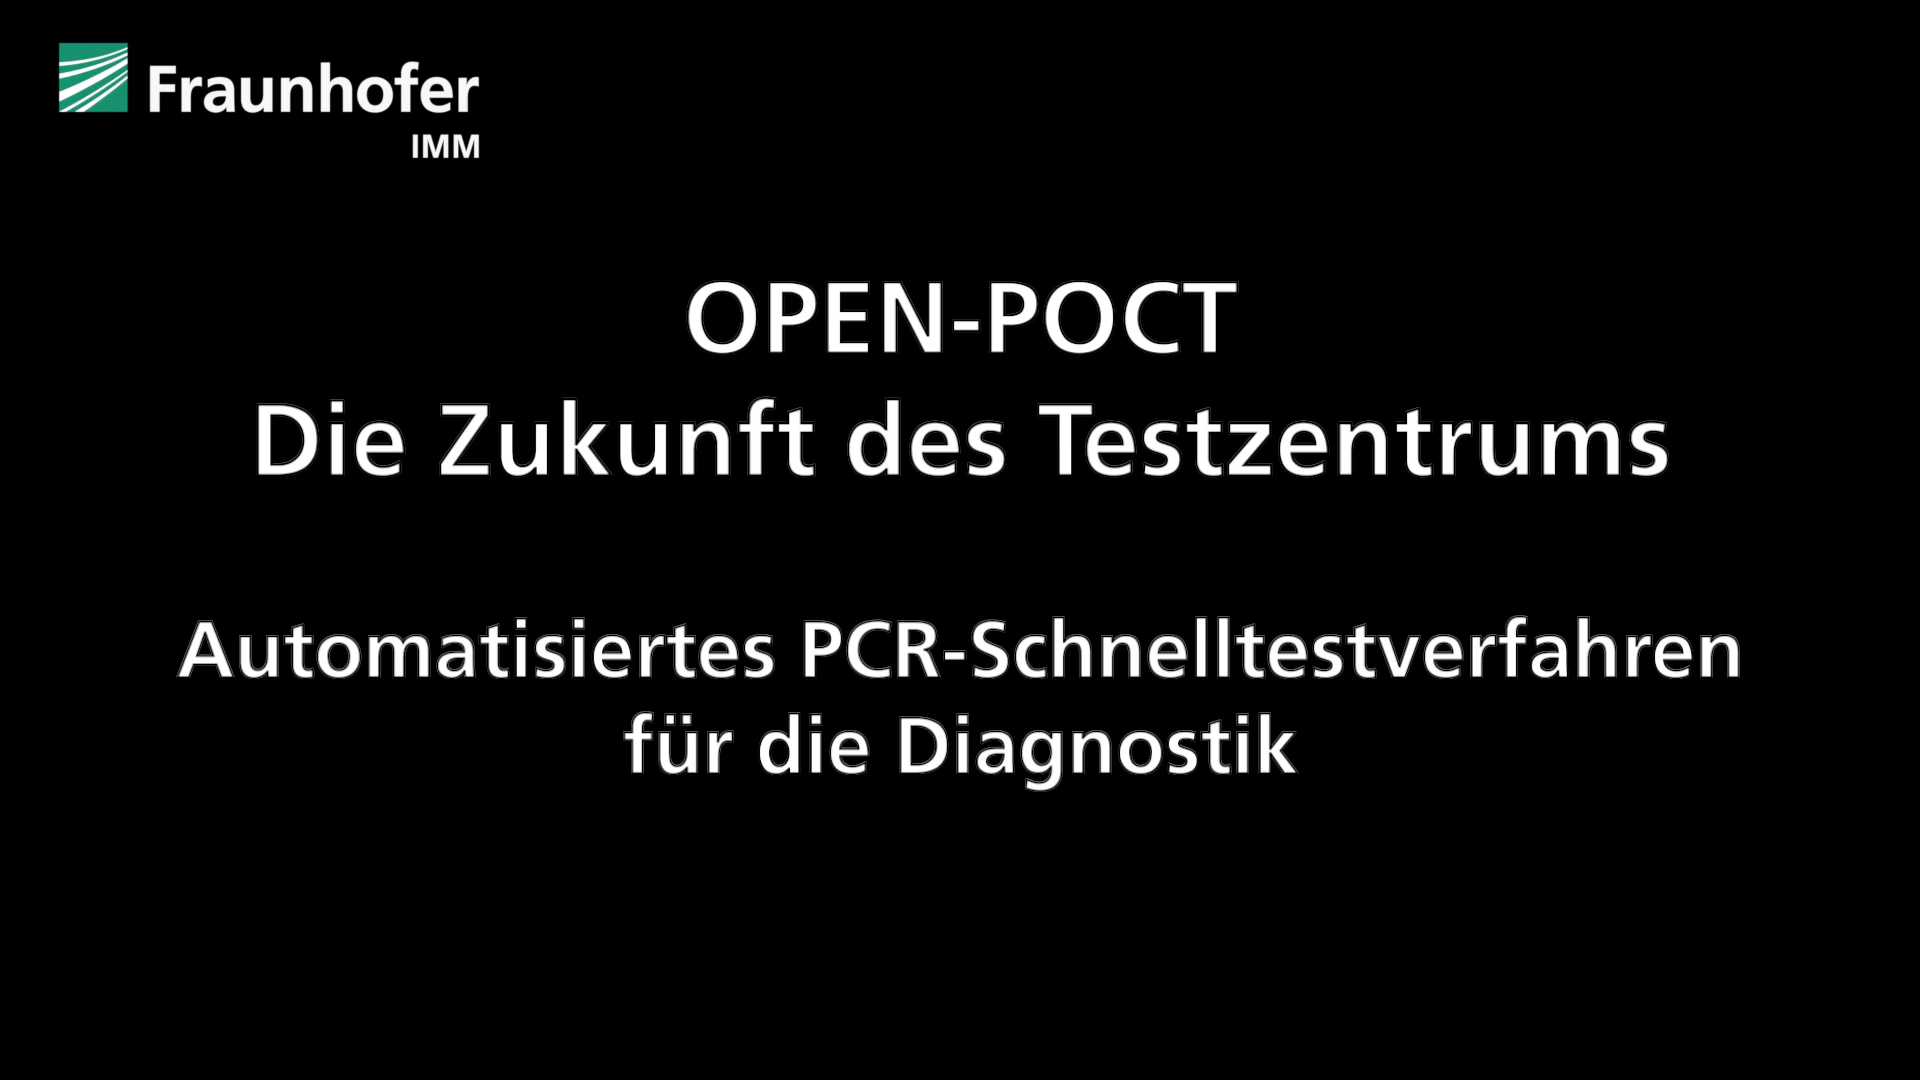 Fraunhofer
IMM
OPEN-POCT
Die Zukunft des Testzentrums
Automatisiertes PCR-Schnelltestverfahren
für die Diagnostik